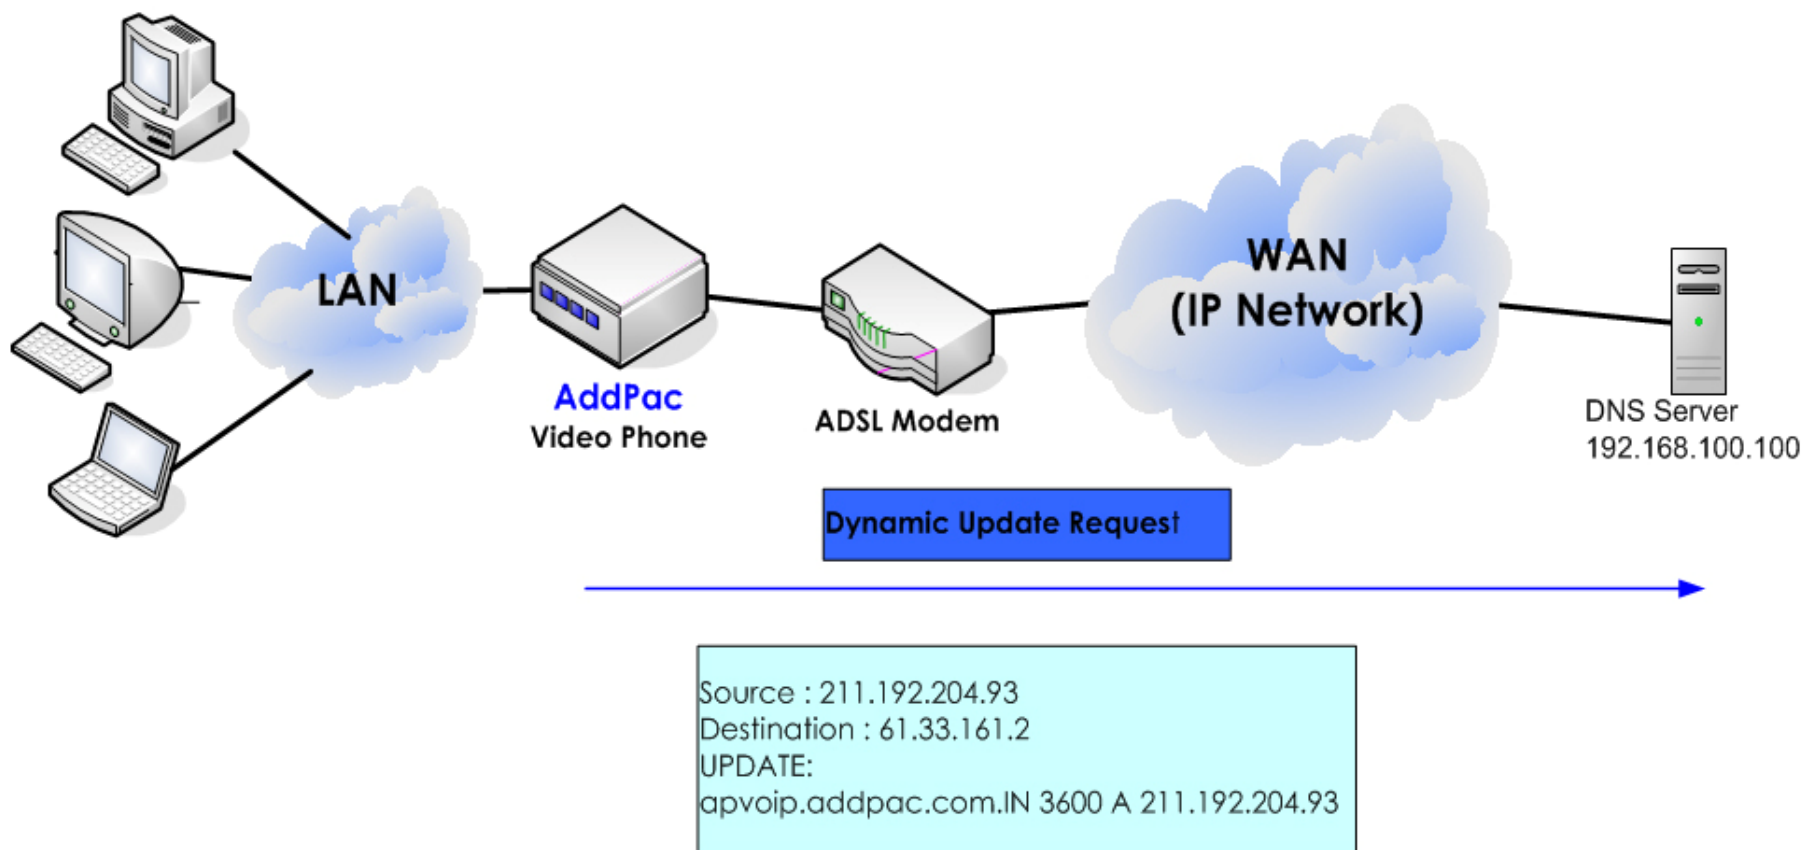 LAN
AddPac
Video Phone
ADSL Modem
WAN
(IP Network)
DNS Server
192.168.100.100
Dynamic Update Request
Source : 211.192.204.93
Destination : 61.33.161.2
UPDATE:
apvoip.addpac.com.IN 3600 A 211.192.204.93